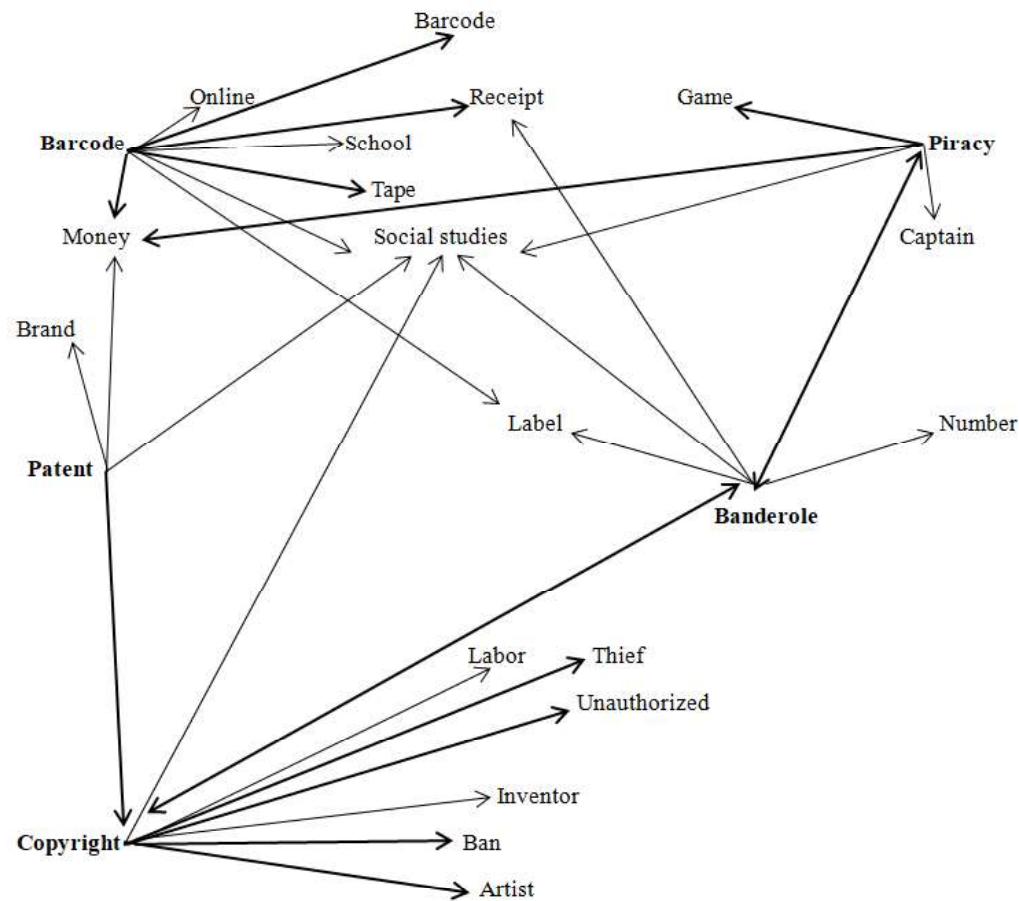 Barcode
Online
Receipt
Game
Barcode
School
Piracy
Tape
Money
Social studies
Captain
Brand
Label
Number
Patent
Banderole
Labor
Thief
Unauthorized
Inventor
Copyright
Ban
Artist